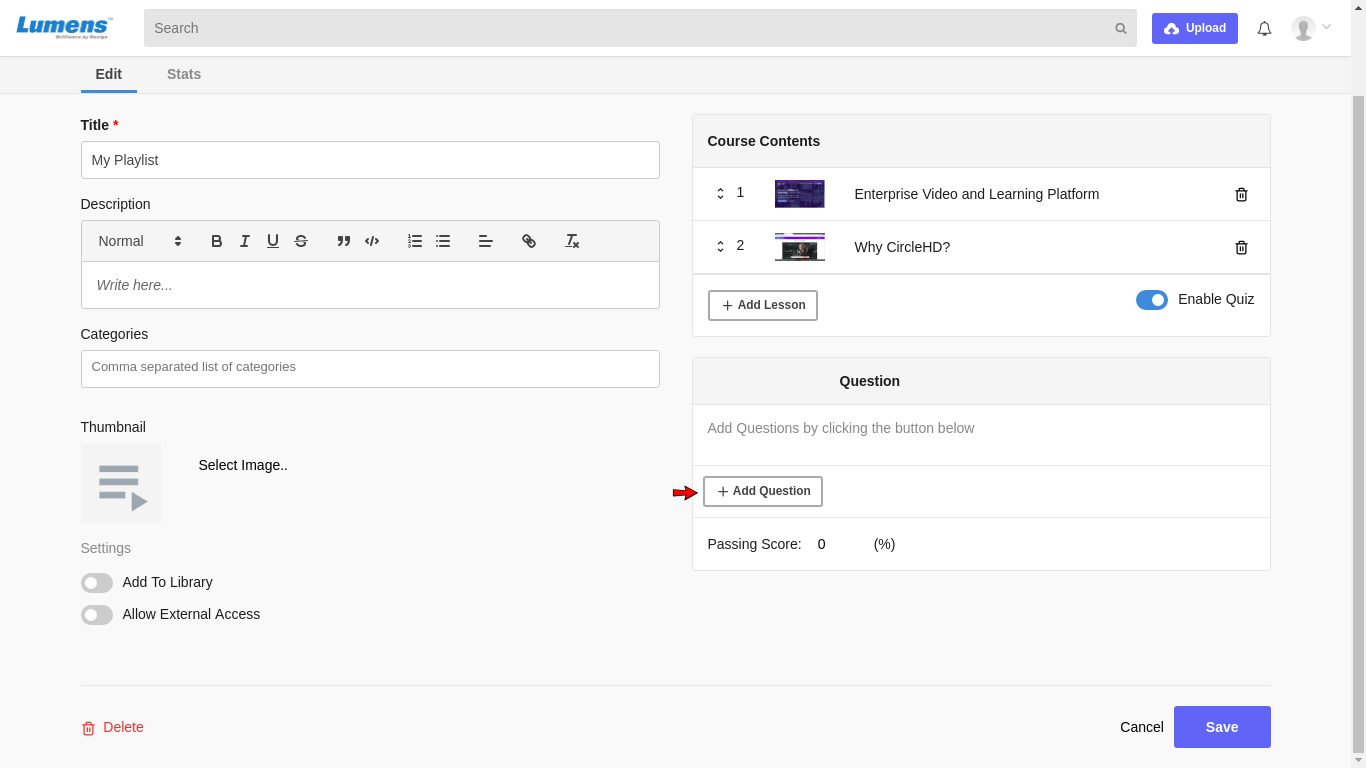 Lumens™
Brilliance by Design
Search
Upload
Edit
Stats
Title *
My Playlist
Description
Normal
Write here...
Categories
Comma separated list of categories
Thumbnail
Select Image..
Settings
Add To Library
Allow External Access
Course Contents
1
Enterprise Video and Learning Platform
2
Why CircleHD?
Add Lesson
Enable Quiz
Question
Add Questions by clicking the button below
Add Question
Passing Score: 0 (%)
Delete
Cancel
Save